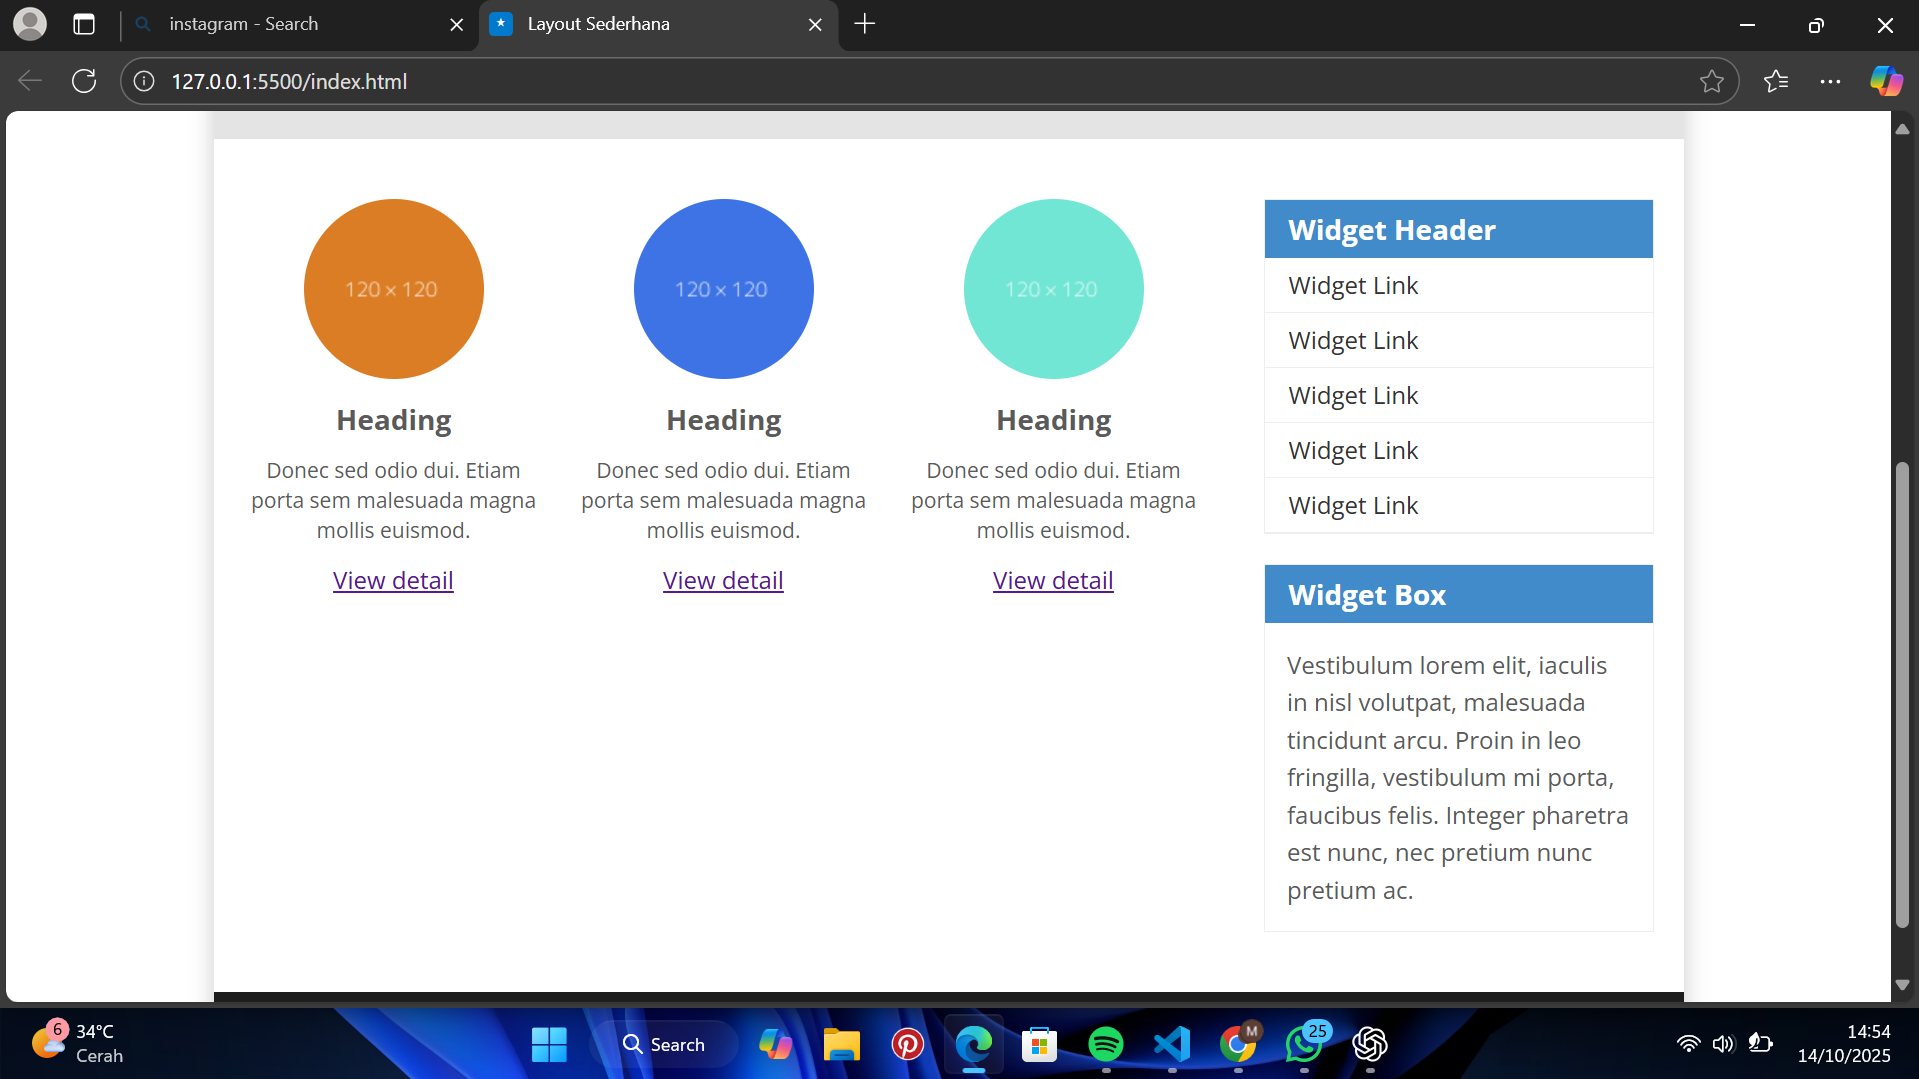 instagram - Search
Layout Sederhana
127.0.0.1:5500/index.html
120 × 120
120 × 120
120 × 120
Heading
Heading
Heading
Donec sed odio dui. Etiam
porta sem malesuada magna
mollis euismod.
Donec sed odio dui. Etiam
porta sem malesuada magna
mollis euismod.
Donec sed odio dui. Etiam
porta sem malesuada magna
mollis euismod.
View detail
View detail
View detail
Widget Header
Widget Link
Widget Link
Widget Link
Widget Link
Widget Link
Widget Box
Vestibulum lorem elit, iaculis
in nisl volutpat, malesuada
tincidunt arcu. Proin in leo
fringilla, vestibulum mi porta,
faucibus felis. Integer pharetra
est nunc, nec pretium nunc
pretium ac.
6
34°C
Cerah
Search
M
25
14:54
14/10/2025